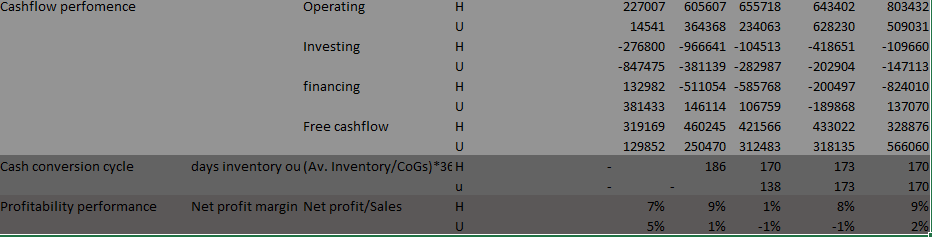 Cashflow perfomence Operating H 227007 605607 655718 643402 803432
U 14541 364368 234063 628230 509031
Investing H -276800 -966641 -104513 -418651 -109660
U -847475 -381139 -282987 -202904 -147113
financing H 132982 -511054 -585768 -200497 -824010
U 381433 146114 106759 -189868 137070
Free cashflow H 319169 460245 421566 433022 328876
U 129852 250470 312483 318135 566060
Cash conversion cycle days inventory ou (Av. Inventory/CoGs)*36 H - 186 170 173 170
u - - 138 173 170
Profitability performance Net profit margin Net profit/Sales H 7% 9% 1% 8% 9%
U 5% 1% -1% -1% 2%